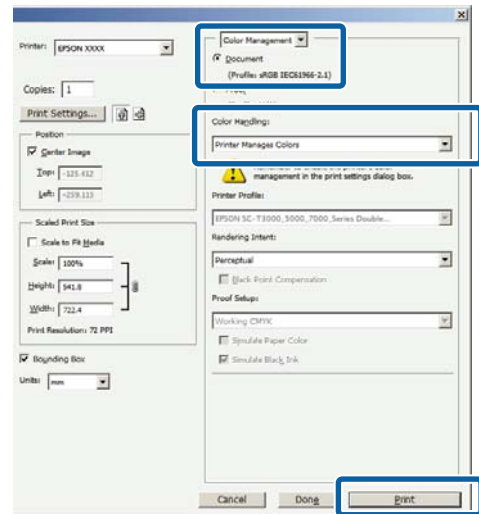 Printer: EPSON XXXX
Copies: 1
Print Settings...
Position
Center Image
Top: -125.412
Left: -259.113
Scaled Print Size
Scale to Fit Media
Scale: 100%
Height: 541.8
Width: 722.4
Print Resolution: 72 PPI
Bounding Box
Units: mm
Color Management
Document
(Profile: sRGB IEC61966-2.1)
Color Handling:
Printer Manages Colors
management in the print settings dialog box.
Printer Profile:
EPSON SC-T3000_5000_7000_Series Double...
Rendering Intent:
Perceptual
Black Point Compensation
Proof Setup:
Working CMYK
Simulate Paper Color
Simulate Black Ink
Cancel
Done
Print